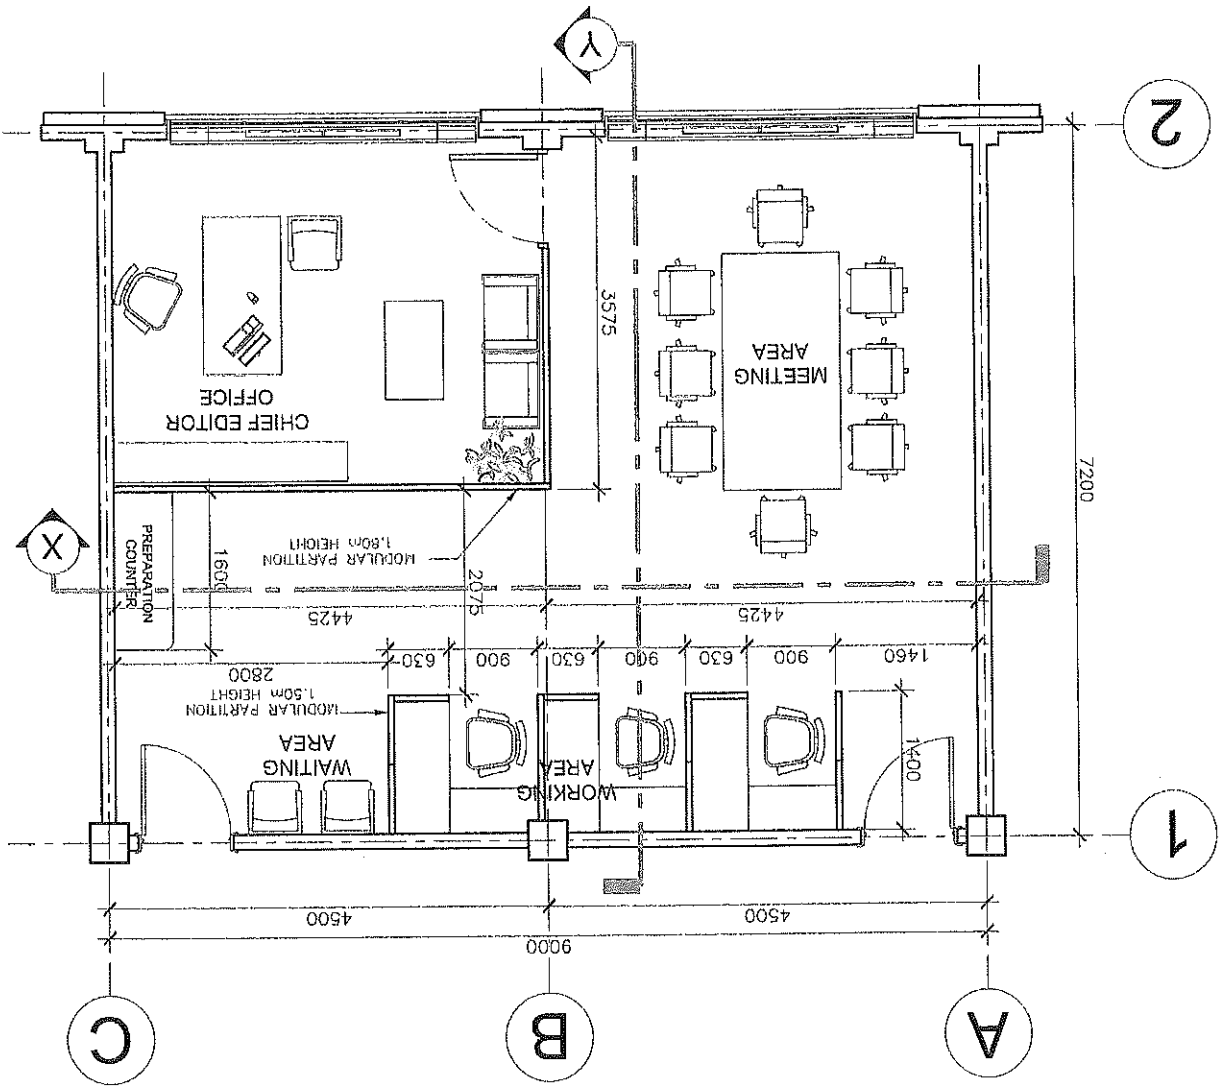 A
B
C
9000
4500
4500
1
WORKING
AREA
WAITING
AREA
1400
MODULAR PARTITION
1.50m HEIGHT
2800
1460
900
630
900
630
900
630
4425
4425
PREPARATION
COUNTER
1600
2075
X
MODULAR PARTITION
1.80m HEIGHT
7200
CHIEF EDITOR
OFFICE
MEETING
AREA
3575
2
Y